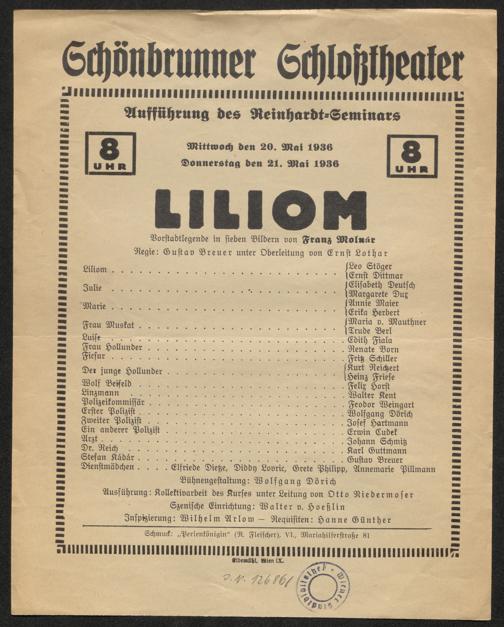 Schönbrunner Schloßtheater
Aufführung des Reinhardt-Seminars
8 UHR
Mittwoch den 20. Mai 1936
Donnerstag den 21. Mai 1936
8 UHR
LILIOM
Vorstadtlegende in sieben Bildern von Franz Molnár
Regie: Gustav Breuer unter Oberleitung von Ernst Lothar
Liliom . . . Leo Stöger
Ernst Dittmar
Julie . . . Elisabeth Deutsch
Margarete Dux
Marie . . . Annie Maier
Erika Herbert
Frau Muskat . . . Maria v. Mauthner
Trude Berl
Luise . . . Edith Fiala
Frau Hollunder . . . Renate Born
Ficsur . . . Fritz Schiller
Der junge Hollunder . . . Kurt Reichert
Heinz Friese
Wolf Beifeld . . . Felix Horst
Linzmann . . . Walter Kent
Polizeikommissär . . . Feodor Weingart
Erster Polizist . . . Wolfgang Dörich
Zweiter Polizist . . . Josef Hartmann
Ein anderer Polizist . . . Erwin Cudek
Arzt . . . Johann Schmitz
Dr. Reich . . . Karl Guttmann
Stefan Kádár . . . Gustav Breuer
Dienstmädchen . . . . Elfriede Dietze, Diddy Lovric, Grete Philipp, Annemarie Pillmann
Bühnengestaltung: Wolfgang Dörich
Ausführung: Kollektivarbeit des Kurses unter Leitung von Otto Niedermoser
Szenische Einrichtung: Walter v. Hoeßlin
Inspizierung: Wilhelm Arlow — Requisiten: Hanne Günther
Schmuck: „Perlenkönigin" (R. Fleischer), VI., Mariahilferstraße 81
Elbemühl, Wien IX.
J.N. 126861